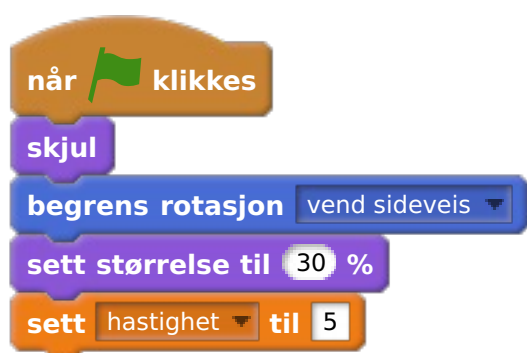 når klikkes
skjul
begrens rotasjon vend sideveis
sett størrelse til 30 %
sett hastighet til 5